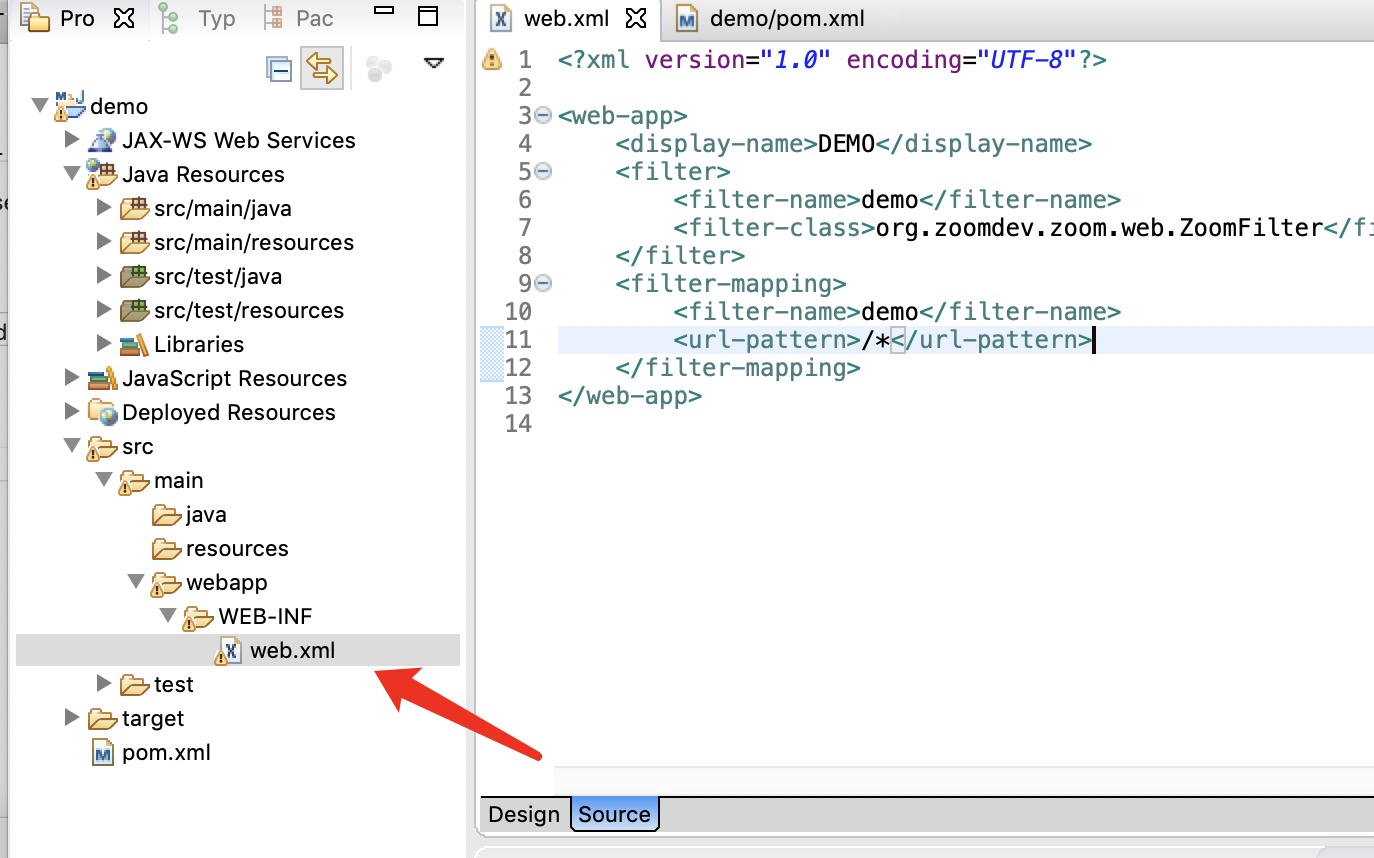 Pro
Typ
Pac
demo
JAX-WS Web Services
Java Resources
src/main/java
src/main/resources
src/test/java
src/test/resources
Libraries
JavaScript Resources
Deployed Resources
src
main
java
resources
webapp
WEB-INF
web.xml
test
target
pom.xml
web.xml
demo/pom.xml
1 <?xml version="1.0" encoding="UTF-8"?>
2
3 <web-app>
4 <display-name>DEMO</display-name>
5 <filter>
6 <filter-name>demo</filter-name>
7 <filter-class>org.zoomdev.zoom.web.ZoomFilter</fi
8 </filter>
9 <filter-mapping>
10 <filter-name>demo</filter-name>
11 <url-pattern>/*</url-pattern>
12 </filter-mapping>
13 </web-app>
14
Design
Source